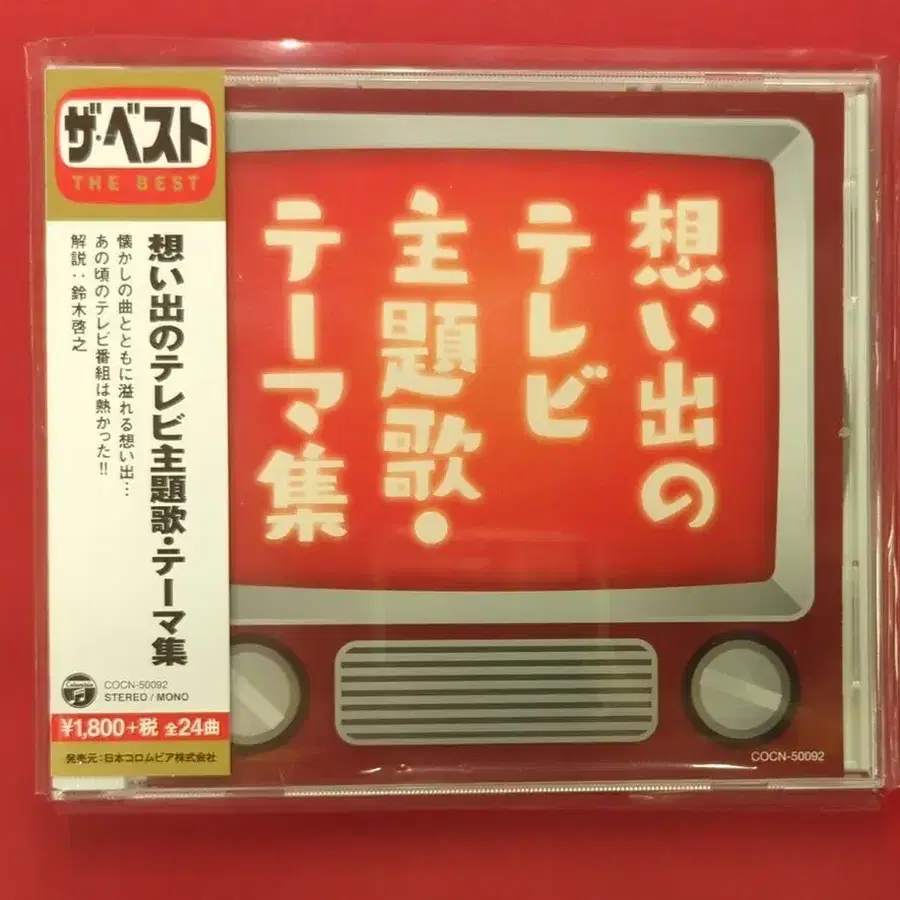 ザ・ベスト
THE BEST
想い出のテレビ主題歌・テーマ集
懐かしの曲とともに溢れる想い出…
あの頃のテレビ番組は熱かった!!
解説：鈴木啓之
Columbia
COCN-50092
STEREO / MONO
¥1,800+税 全24曲
発売元：日本コロムビア株式会社
想い出の
テレビ
主題歌・
テーマ集
COCN-50092